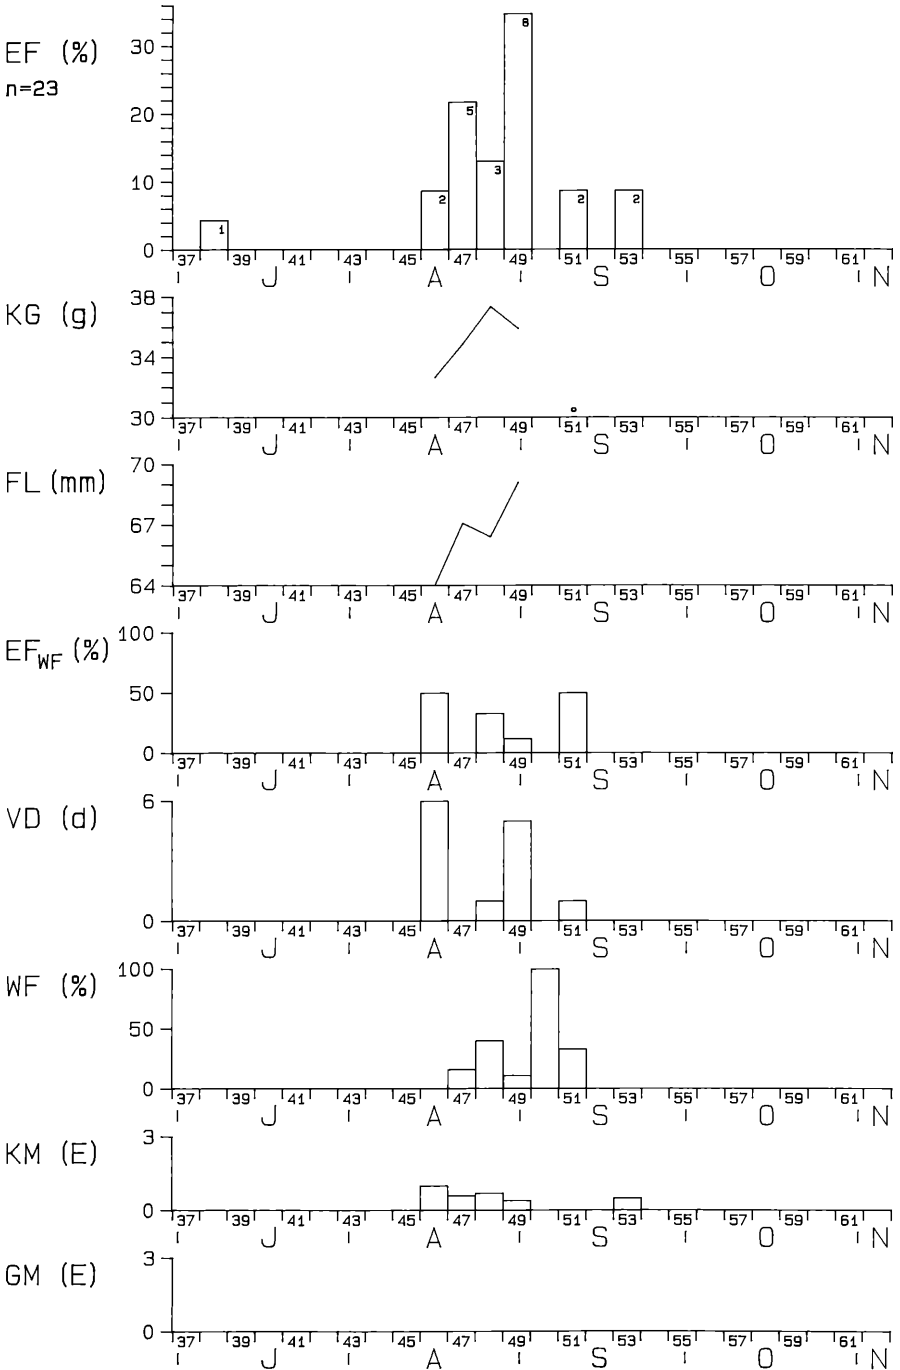 8
EF (%)
30
n=23
20
5
3
10
2 2 2
1
0
37 39 41 43 45 47 49 51 53 55 57 59 61
J A S O N
KG (g)
38
34
30
37 39 41 43 45 47 49 51 53 55 57 59 61
J A S O N
FL (mm)
70
67
64
37 39 41 43 45 47 49 51 53 55 57 59 61
J A S O N
EFWF (%)
100
50
0
37 39 41 43 45 47 49 51 53 55 57 59 61
J A S O N
VD (d)
6
0
37 39 41 43 45 47 49 51 53 55 57 59 61
J A S O N
WF (%)
100
50
0
37 39 41 43 45 47 49 51 53 55 57 59 61
J A S O N
KM (E)
3
0
37 39 41 43 45 47 49 51 53 55 57 59 61
J A S O N
GM (E)
3
0
37 39 41 43 45 47 49 51 53 55 57 59 61
J A S O N